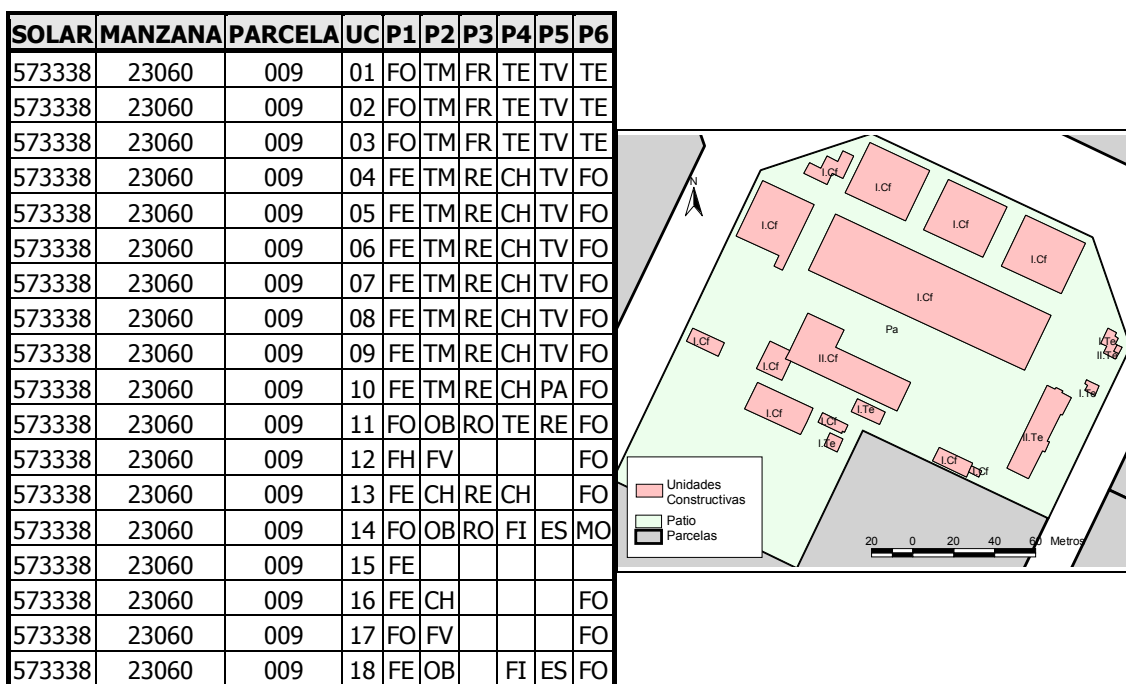 SOLAR MANZANA PARCELA UC P1 P2 P3 P4 P5 P6
573338 23060 009 01 FO TM FR TE TV TE
573338 23060 009 02 FO TM FR TE TV TE
573338 23060 009 03 FO TM FR TE TV TE
573338 23060 009 04 FE TM RE CH TV FO
573338 23060 009 05 FE TM RE CH TV FO
573338 23060 009 06 FE TM RE CH TV FO
573338 23060 009 07 FE TM RE CH TV FO
573338 23060 009 08 FE TM RE CH TV FO
573338 23060 009 09 FE TM RE CH TV FO
573338 23060 009 10 FE TM RE CH PA FO
573338 23060 009 11 FO OB RO TE RE FO
573338 23060 009 12 FH FV FO
573338 23060 009 13 FE CH RE CH FO
573338 23060 009 14 FO OB RO FI ES MO
573338 23060 009 15 FE
573338 23060 009 16 FE CH FO
573338 23060 009 17 FO FV FO
573338 23060 009 18 FE OB FI ES FO
N
I.Cf
I.Cf
I.Cf
I.Cf
I.Cf
I.Cf
Pa
I.Cf
I.Te
II.Te
II.Cf
I.Cf
I.Te
I.Cf
I.Te
I.Cf
I.Te
II.Te
I.Cf
I.Cf
Unidades
Constructivas
Patio
Parcelas
20 0 20 40 60 Metros